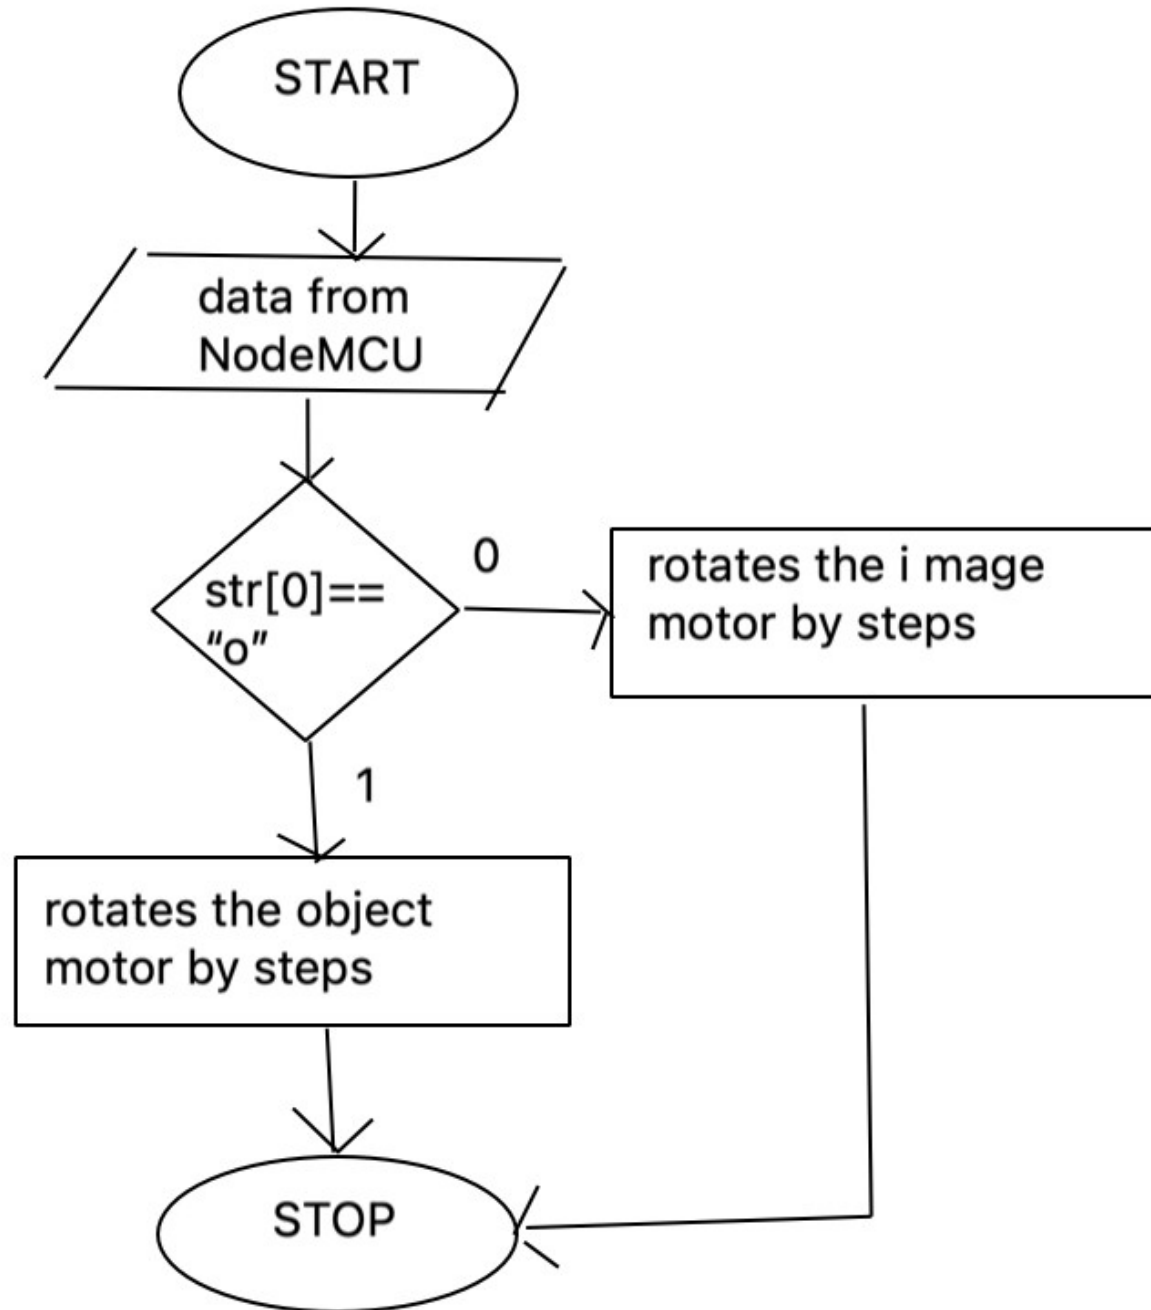 START
data from
NodeMCU
str[0]==
“o”
0
rotates the i mage
motor by steps
1
rotates the object
motor by steps
STOP